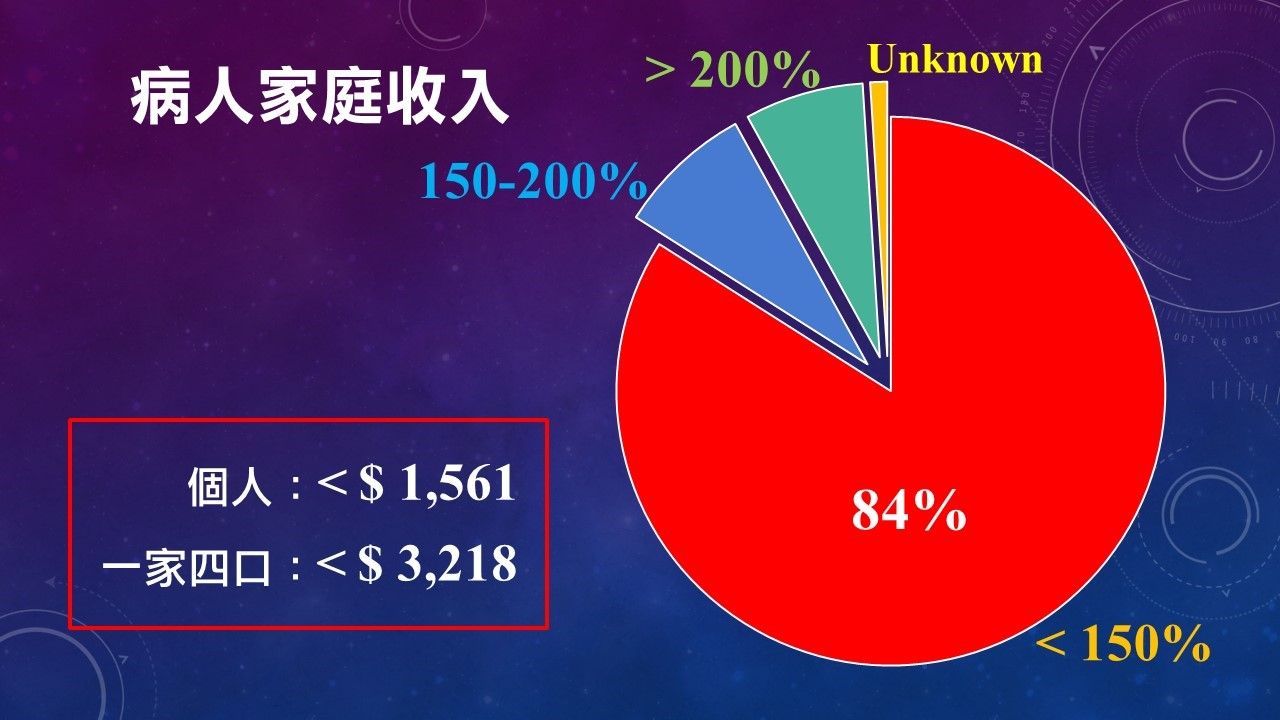 病人家庭收入
> 200%
Unknown
150-200%
個人：< $ 1,561
一家四口：< $ 3,218
84%
< 150%